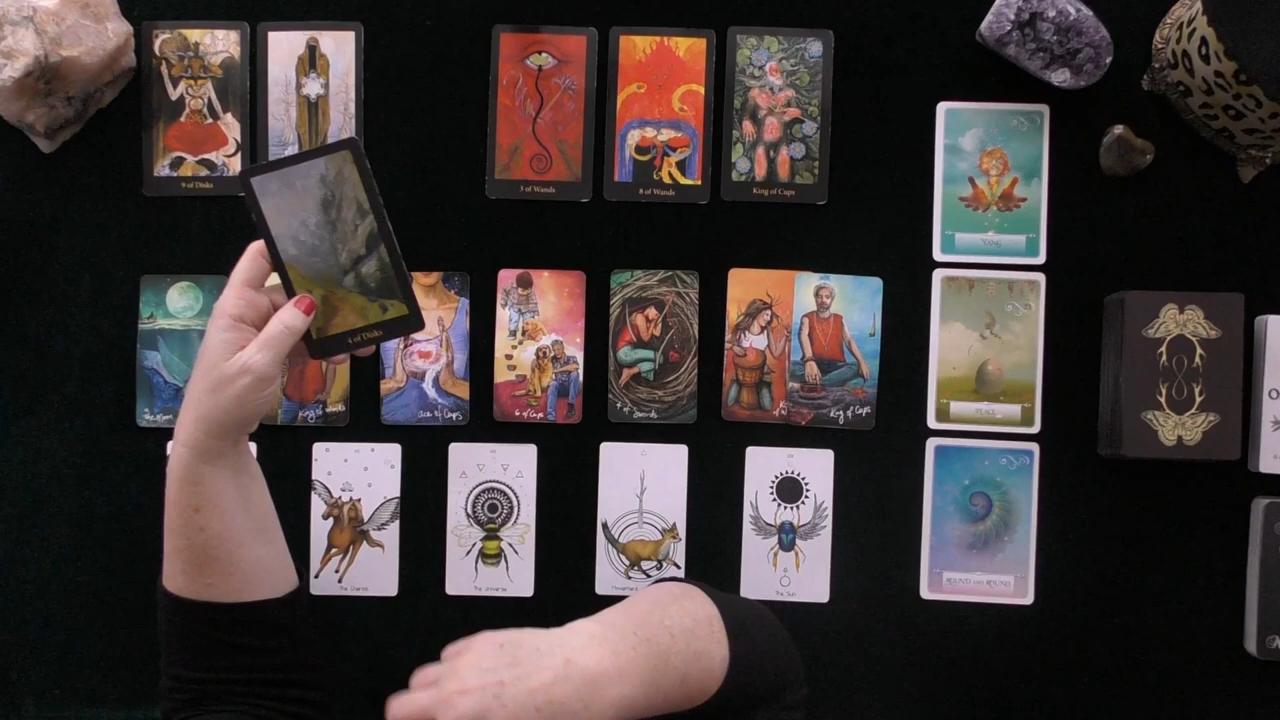 9 of Disks
3 of Wands
8 of Wands
King of Cups
4 of Disks
YANG
The Moon
King of Wands
ace of Cups
6 of Cups
4 of Swords
King of Cups
PEACE
The Chariot
The Universe
Movement
The Sun
ROUND AND ROUND